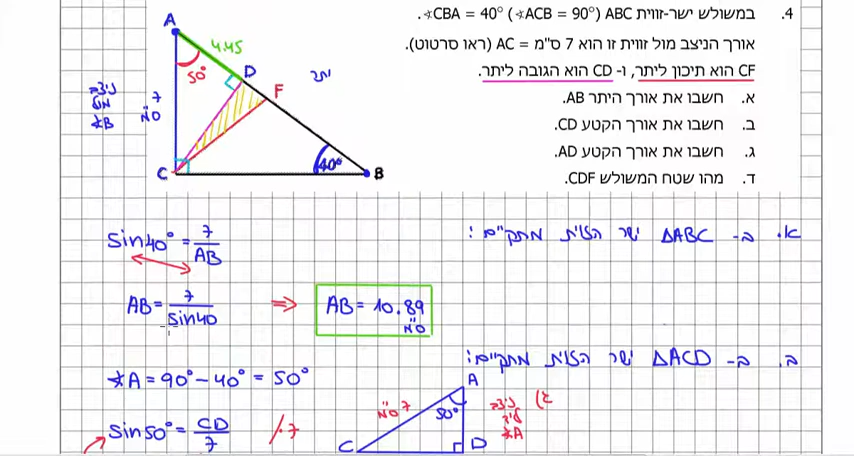 4. במשולש ישר-זווית ABC (∢ACB = 90°) ∢CBA = 40°.
אורך הניצב מול זווית זו הוא 7 ס"מ = AC (ראו סרטוט).
CF הוא תיכון ליתר, ו- CD הוא הגובה ליתר.
א. חשבו את אורך היתר AB.
ב. חשבו את אורך הקטע CD.
ג. חשבו את אורך הקטע AD.
ד. מהו שטח המשולש CDF.
A
4.45
50°
D
F
יתר
ניצב
מול
∢B
7
ס"מ
C
40°
B
א. ב- ΔABC ישר הזוית מתקיים:
Sin40° = 7/AB
AB = 7/Sin40 ⇒ AB = 10.89
ס"מ
ב. ב- ΔACD ישר הזוית מתקיים:
∢A = 90° - 40° = 50°
Sin50° = CD/7 /·7
A
7 ס"מ
50°
C
D
ג)
ניצב
ליד
∢A